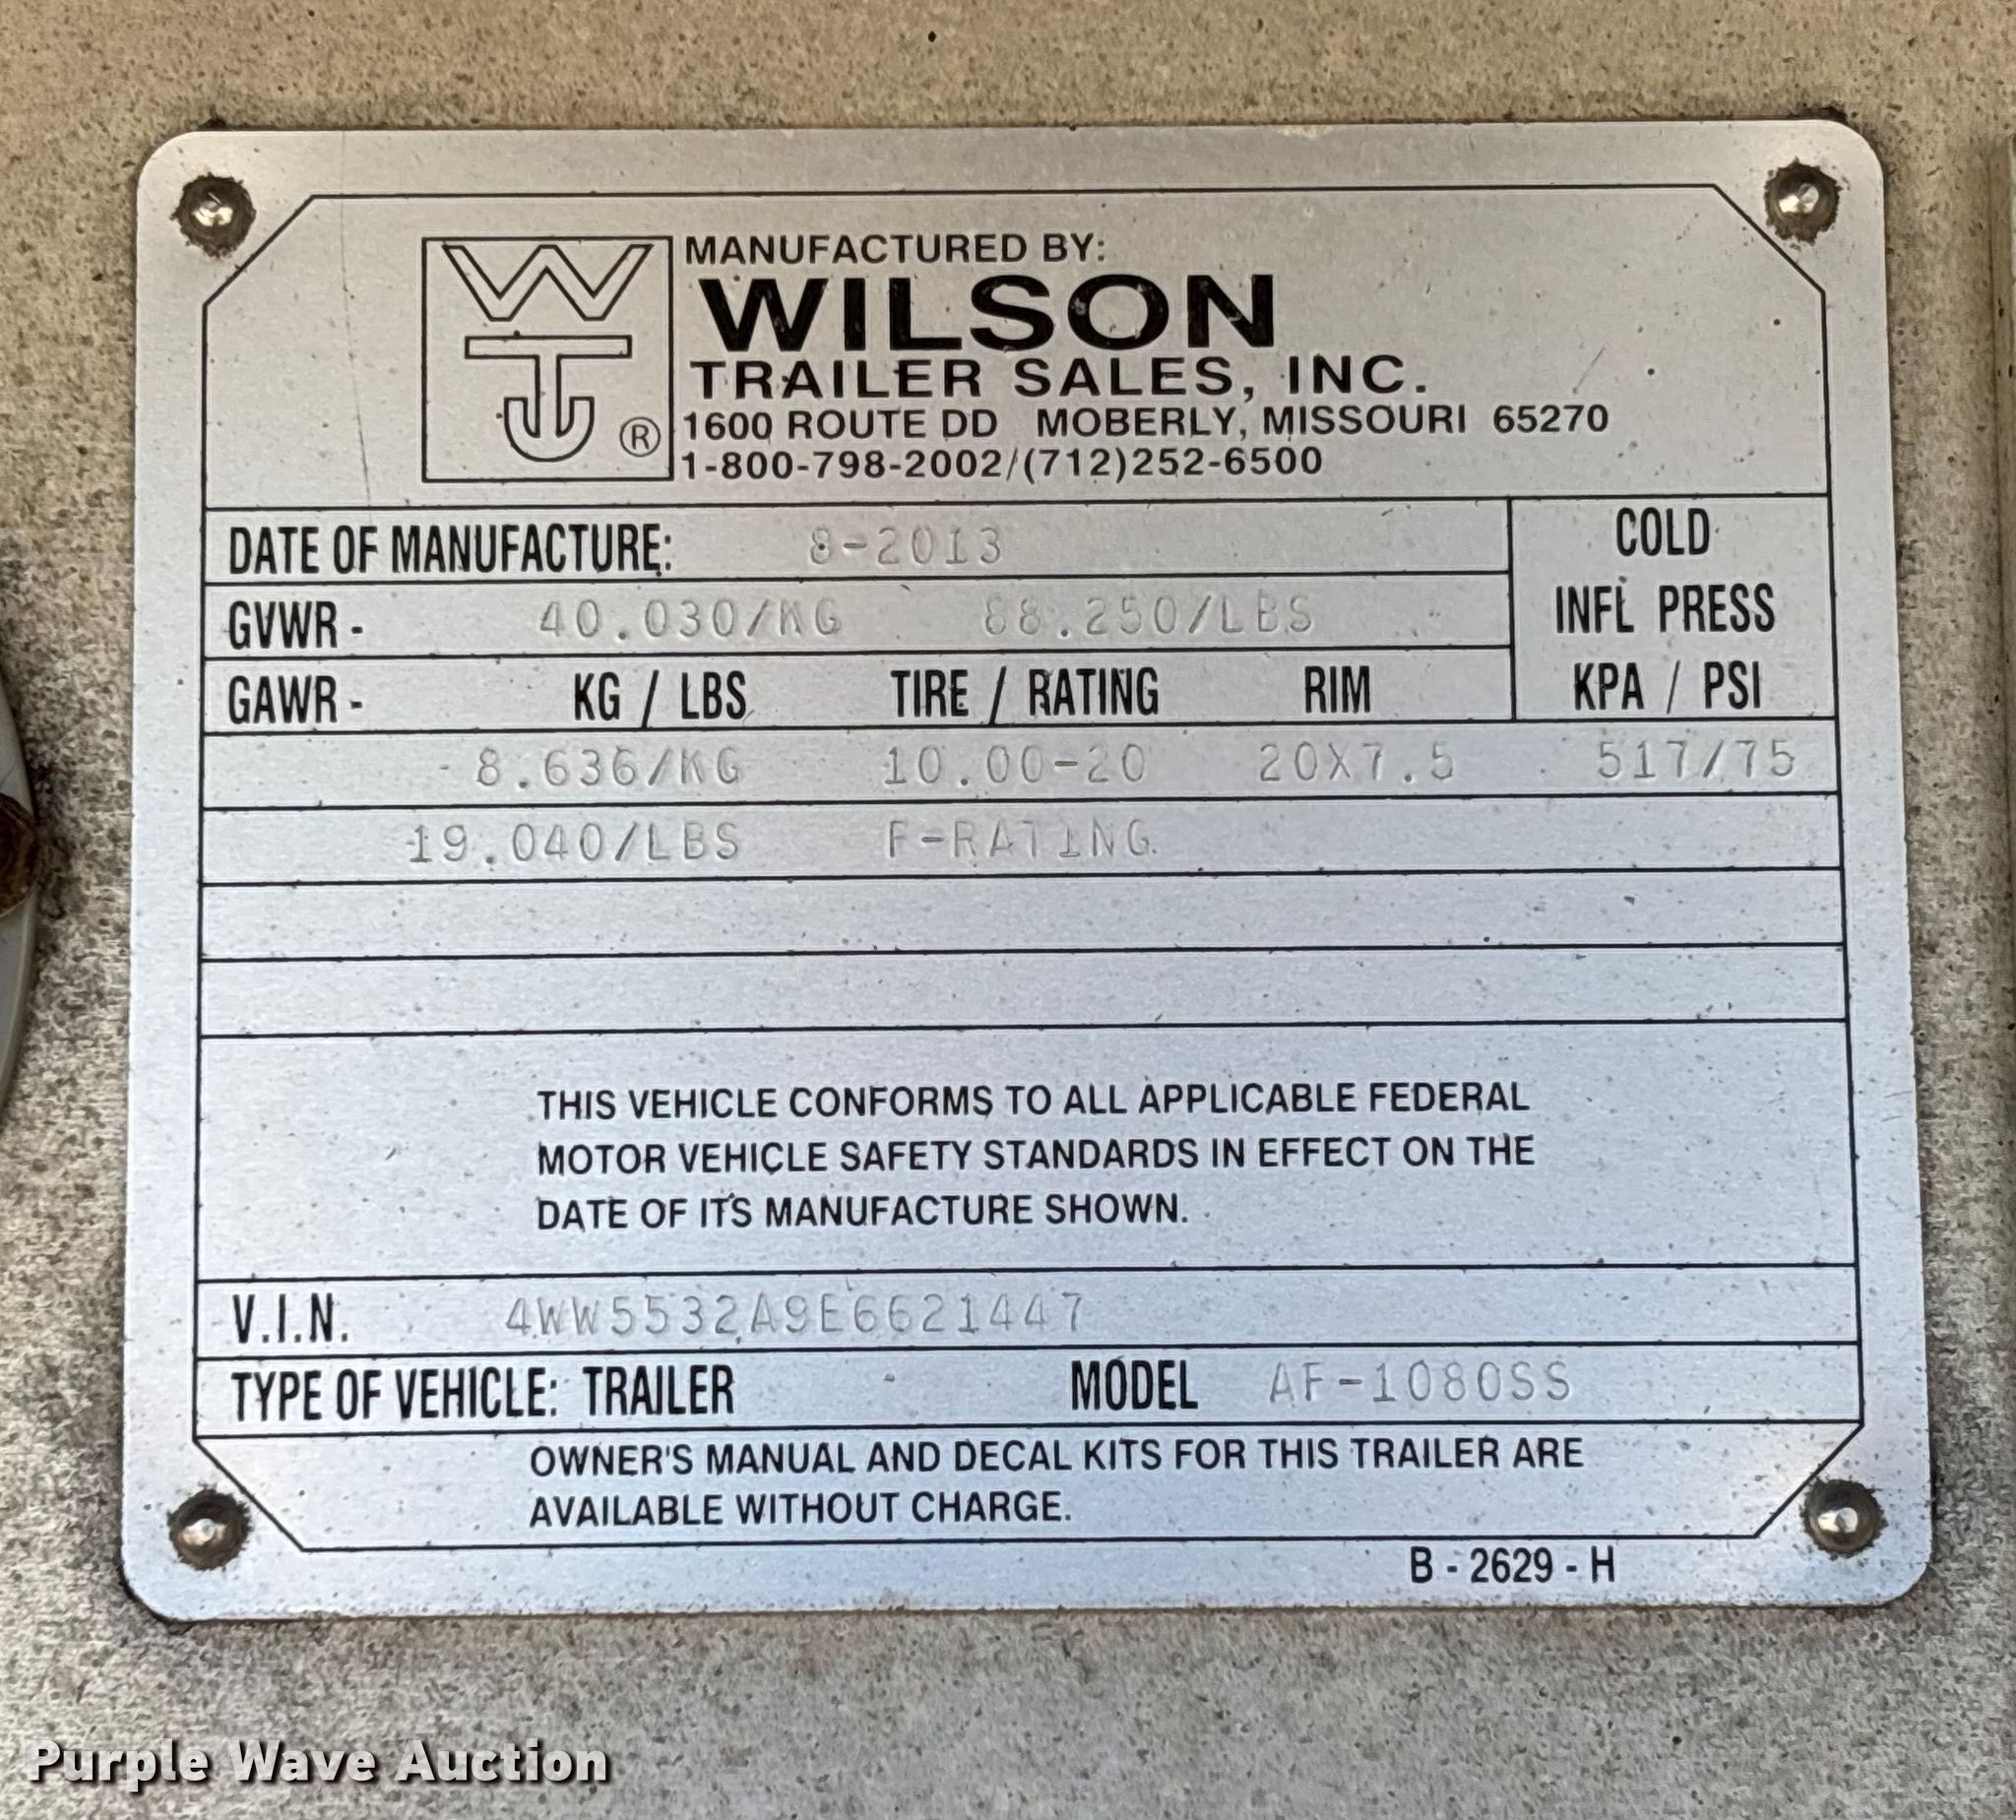 WTJ®
MANUFACTURED BY:
WILSON
TRAILER SALES, INC.
1600 ROUTE DD MOBERLY, MISSOURI 65270
1-800-798-2002/(712)252-6500
DATE OF MANUFACTURE: 8-2013
COLD
INFL PRESS
KPA / PSI
GVWR - 40.030/KG 88.250/LBS
GAWR - KG / LBS TIRE / RATING RIM
8.636/KG 10.00-20 20X7.5 517/75
19.040/LBS F-RATING
THIS VEHICLE CONFORMS TO ALL APPLICABLE FEDERAL
MOTOR VEHICLE SAFETY STANDARDS IN EFFECT ON THE
DATE OF ITS MANUFACTURE SHOWN.
V.I.N. 4WW5532A9E6621447
TYPE OF VEHICLE: TRAILER MODEL AF-1080SS
OWNER'S MANUAL AND DECAL KITS FOR THIS TRAILER ARE
AVAILABLE WITHOUT CHARGE.
B - 2629 - H
Purple Wave Auction